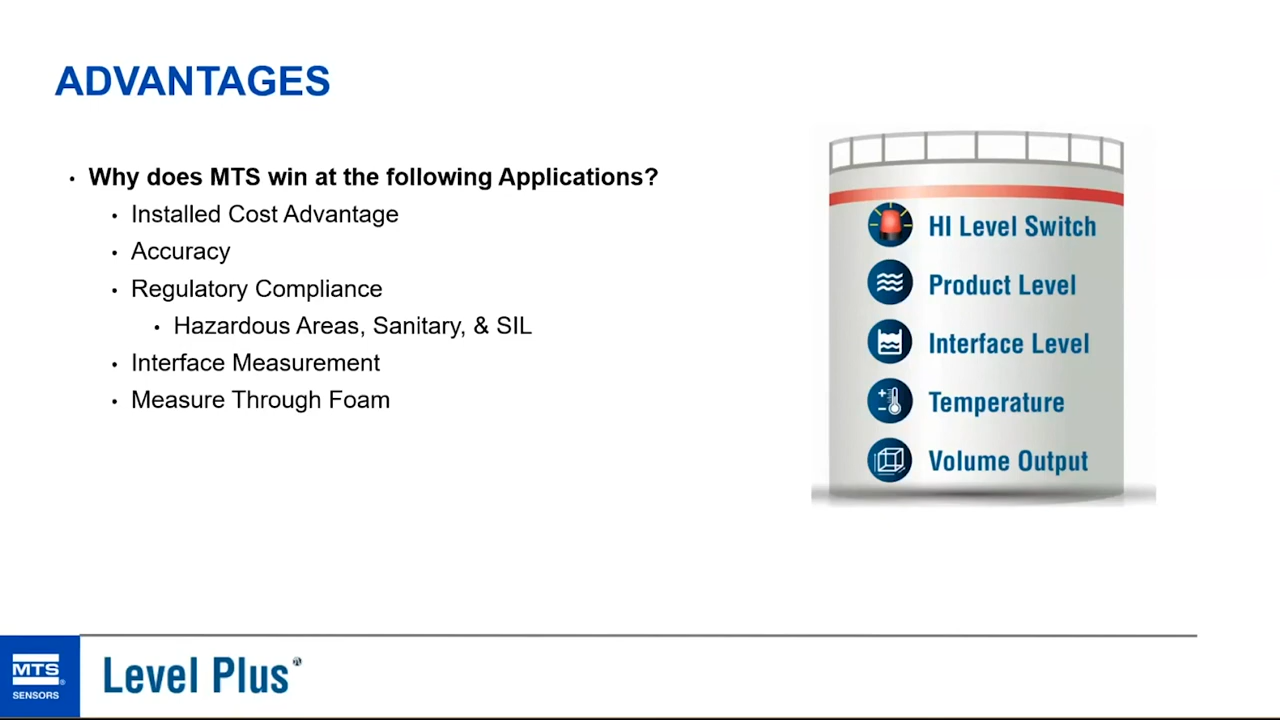 ADVANTAGES
• Why does MTS win at the following Applications?
• Installed Cost Advantage
• Accuracy
• Regulatory Compliance
• Hazardous Areas, Sanitary, & SIL
• Interface Measurement
• Measure Through Foam
HI Level Switch
Product Level
Interface Level
Temperature
Volume Output
MTS®
SENSORS
Level Plus®